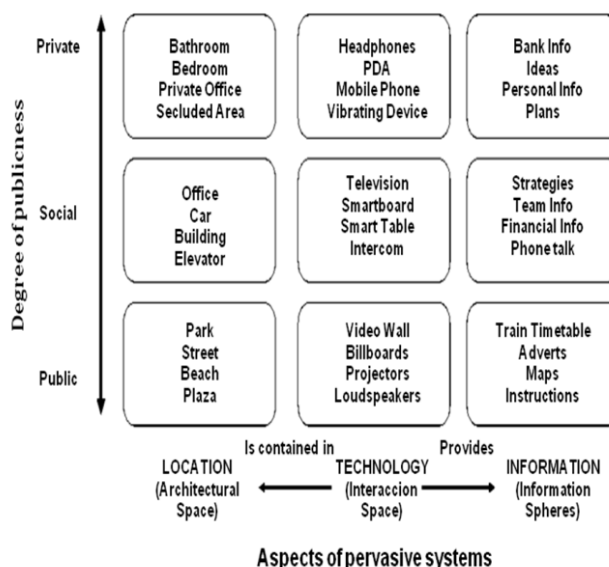 Degree of publicness
Private
Bathroom
Bedroom
Private Office
Secluded Area
Headphones
PDA
Mobile Phone
Vibrating Device
Bank Info
Ideas
Personal Info
Plans
Social
Office
Car
Building
Elevator
Television
Smartboard
Smart Table
Intercom
Strategies
Team Info
Financial Info
Phone talk
Public
Park
Street
Beach
Plaza
Video Wall
Billboards
Projectors
Loudspeakers
Train Timetable
Adverts
Maps
Instructions
Is contained in
Provides
LOCATION
(Architectural
Space)
TECHNOLOGY
(Interaccion
Space)
INFORMATION
(Information
Spheres)
Aspects of pervasive systems